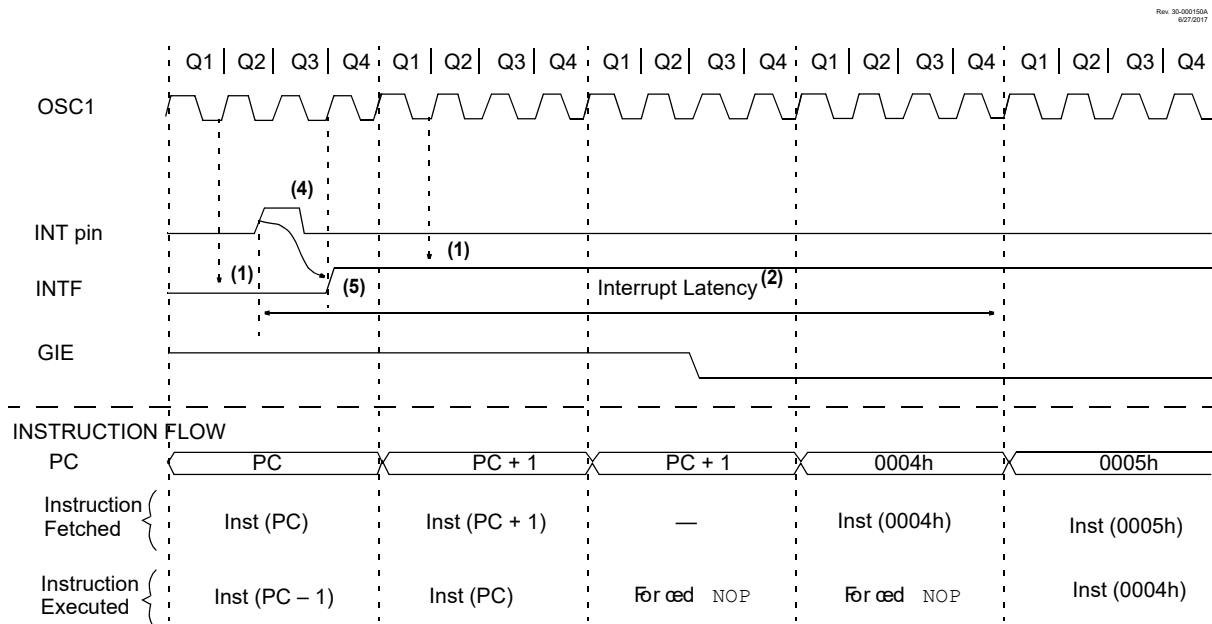 Rev. 30-000150A
6/27/2017
Q1 Q2 Q3 Q4 Q1 Q2 Q3 Q4 Q1 Q2 Q3 Q4 Q1 Q2 Q3 Q4 Q1 Q2 Q3 Q4
OSC1
(4)
INT pin
(1) (1)
INTF (5) Interrupt Latency (2)
GIE
INSTRUCTION FLOW
PC PC PC + 1 PC + 1 0004h 0005h
Instruction
Fetched Inst (PC) Inst (PC + 1) — Inst (0004h) Inst (0005h)
Instruction
Executed Inst (PC – 1) Inst (PC) Forced NOP Forced NOP Inst (0004h)